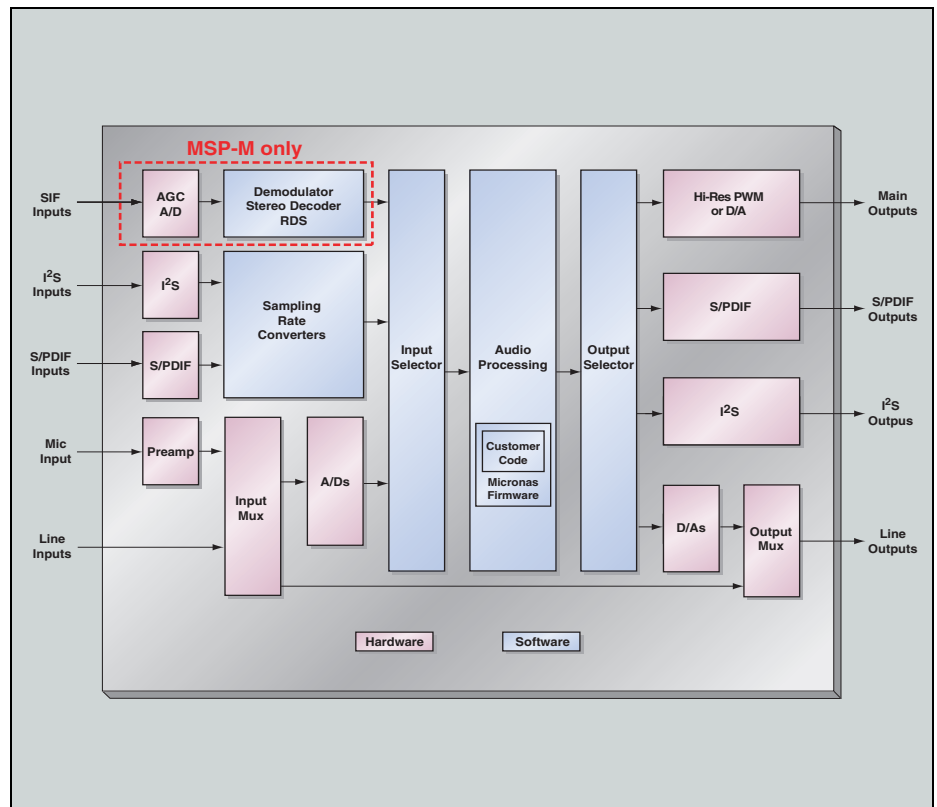 MSP-M only
SIF
Inputs
AGC
A/D
Demodulator
Stereo Decoder
RDS
Hi-Res PWM
or D/A
Main
Outputs
I²S
Inputs
I²S
Sampling
Rate
Converters
S/PDIF
S/PDIF
Outputs
S/PDIF
Inputs
S/PDIF
Input
Selector
Audio
Processing
Output
Selector
I²S
I²S
Outpus
Mic
Input
Preamp
Customer
Code
Micronas
Firmware
Input
Mux
A/Ds
Line
Inputs
D/As
Output
Mux
Line
Outputs
Hardware
Software